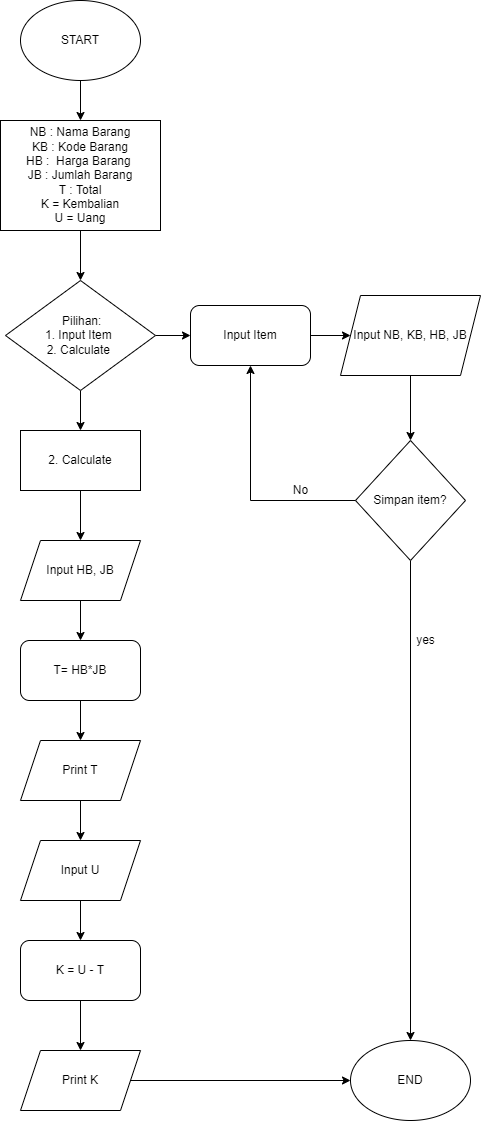 START
NB : Nama Barang
KB : Kode Barang
HB :  Harga Barang
JB : Jumlah Barang
T : Total
K = Kembalian
U = Uang
Pilihan:
1. Input Item
2. Calculate
Input Item
Input NB, KB, HB, JB
2. Calculate
Simpan item?
No
Input HB, JB
yes
T= HB*JB
Print T
Input U
K = U - T
Print K
END